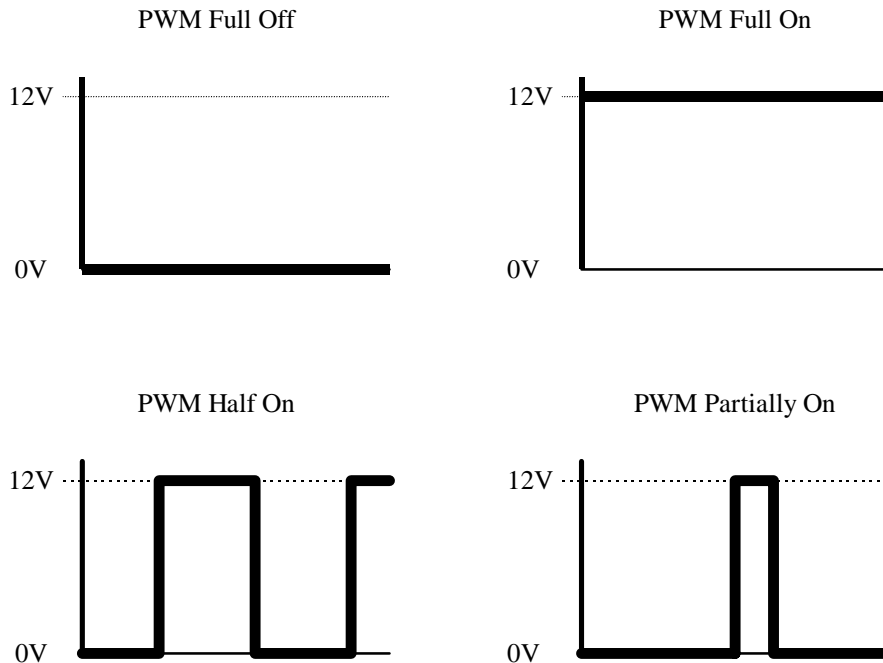 PWM Full Off
PWM Full On
12V
12V
0V
0V
PWM Half On
PWM Partially On
12V
12V
0V
0V